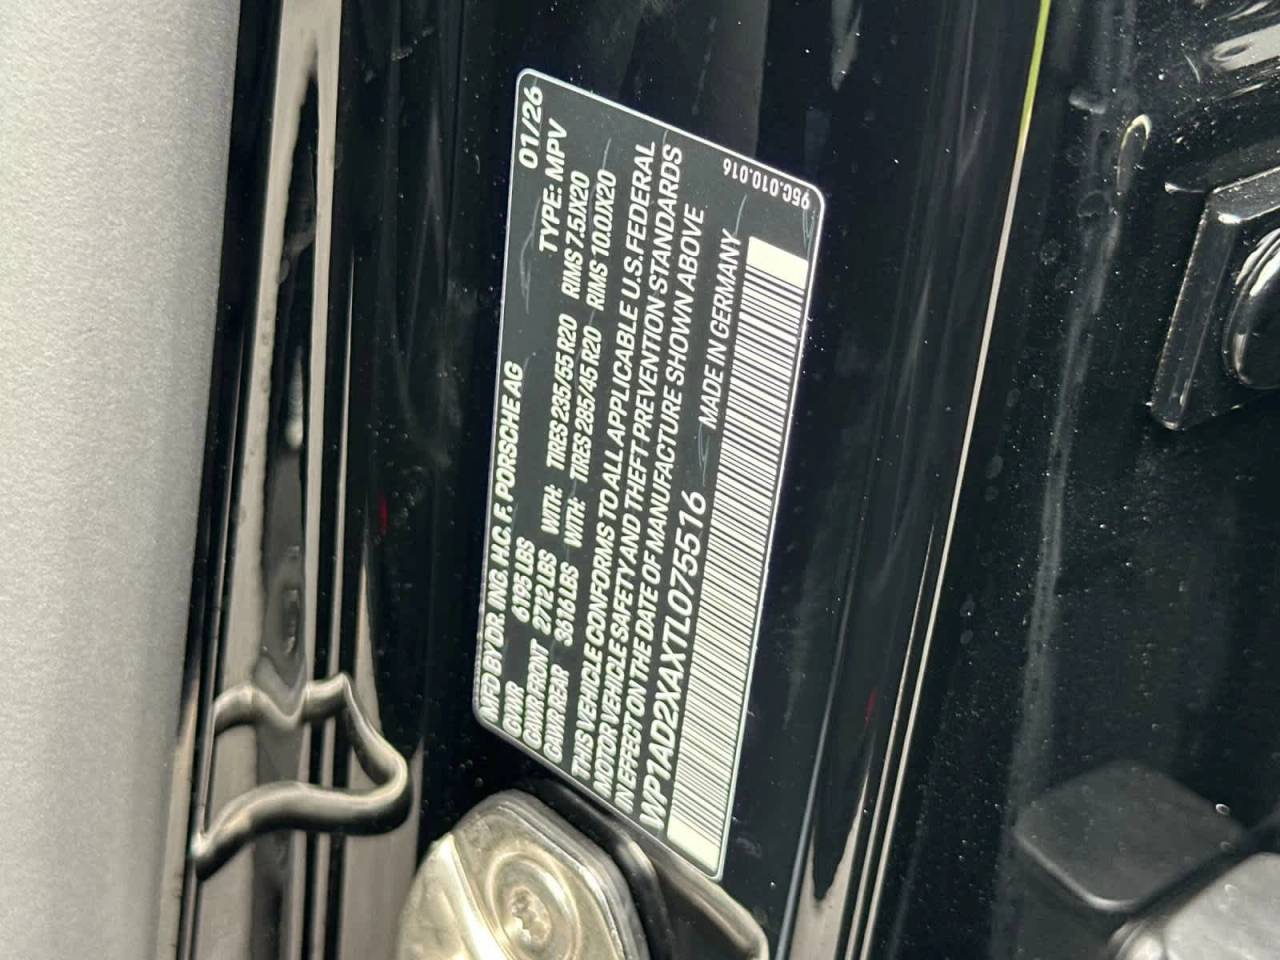 MFD BY DR. ING. H.C. F. PORSCHE AG 01/26
GVWR 6195 LBS TYPE: MPV
GAWR FRONT 2712 LBS WITH: TIRES 235/55 R20 RIMS 7.5JX20
GAWR REAR 3616 LBS WITH: TIRES 285/45 R20 RIMS 10.0JX20
THIS VEHICLE CONFORMS TO ALL APPLICABLE U.S.FEDERAL
MOTOR VEHICLE SAFETY AND THEFT PREVENTION STANDARDS
IN EFFECT ON THE DATE OF MANUFACTURE SHOWN ABOVE
WP1AD2XAXTL075516 MADE IN GERMANY
95C.010.016